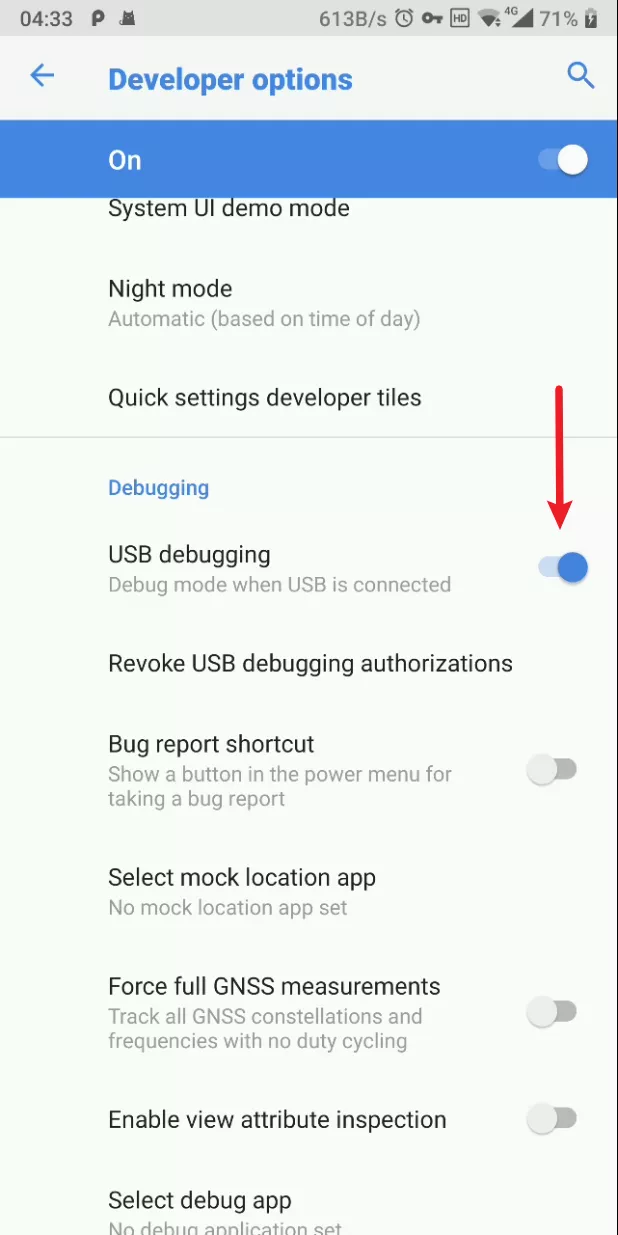 04:33 613B/s HD 4G 71%
Developer options
On
System UI demo mode
Night mode
Automatic (based on time of day)
Quick settings developer tiles
Debugging
USB debugging
Debug mode when USB is connected
Revoke USB debugging authorizations
Bug report shortcut
Show a button in the power menu for
taking a bug report
Select mock location app
No mock location app set
Force full GNSS measurements
Track all GNSS constellations and
frequencies with no duty cycling
Enable view attribute inspection
Select debug app
No debug application set